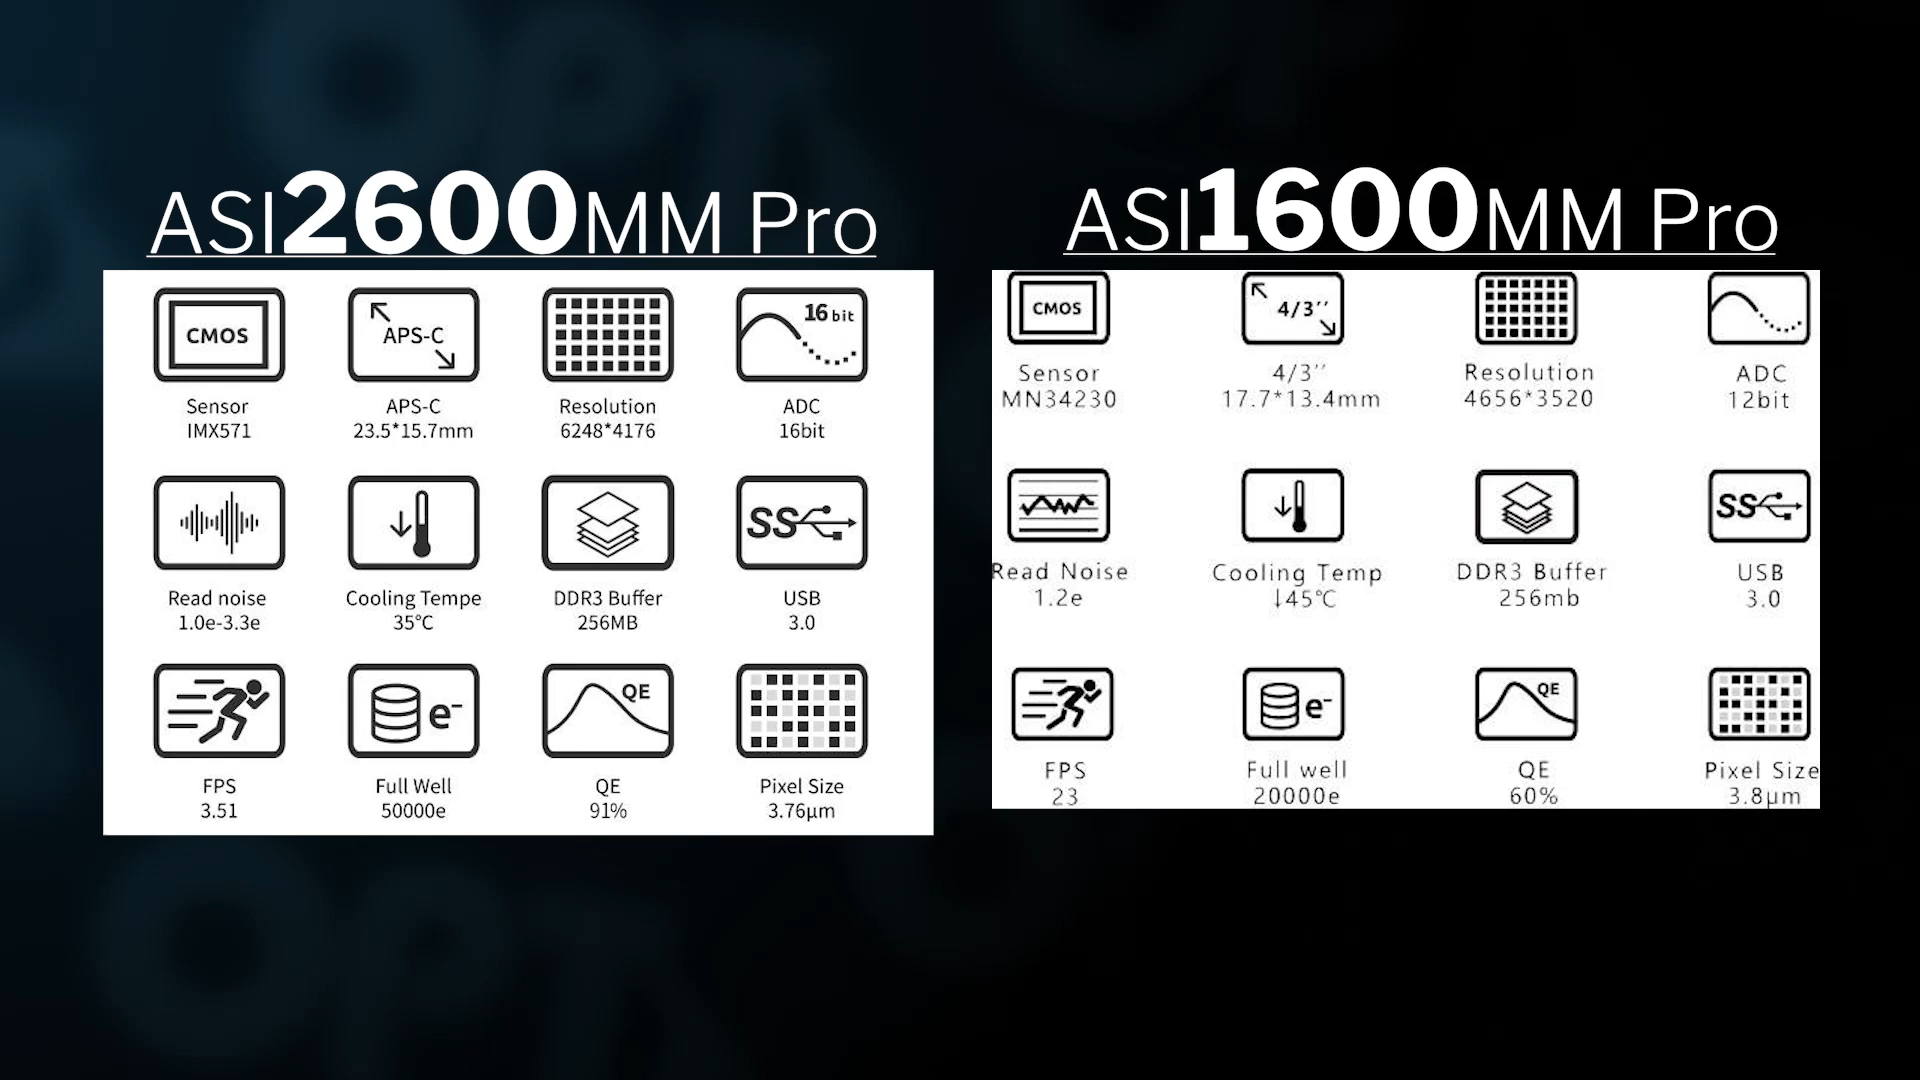 ASI2600MM Pro
CMOS
APS-C
16 bit
Sensor
IMX571
APS-C
23.5*15.7mm
Resolution
6248*4176
ADC
16bit
SS
Read noise
1.0e-3.3e
Cooling Tempe
35℃
DDR3 Buffer
256MB
USB
3.0
e⁻
QE
FPS
3.51
Full Well
50000e
QE
91%
Pixel Size
3.76μm
ASI1600MM Pro
CMOS
4/3''
Sensor
MN34230
4/3''
17.7*13.4mm
Resolution
4656*3520
ADC
12bit
SS
Read Noise
1.2e
Cooling Temp
↓45℃
DDR3 Buffer
256mb
USB
3.0
e⁻
QE
FPS
23
Full well
20000e
QE
60%
Pixel Size
3.8μm